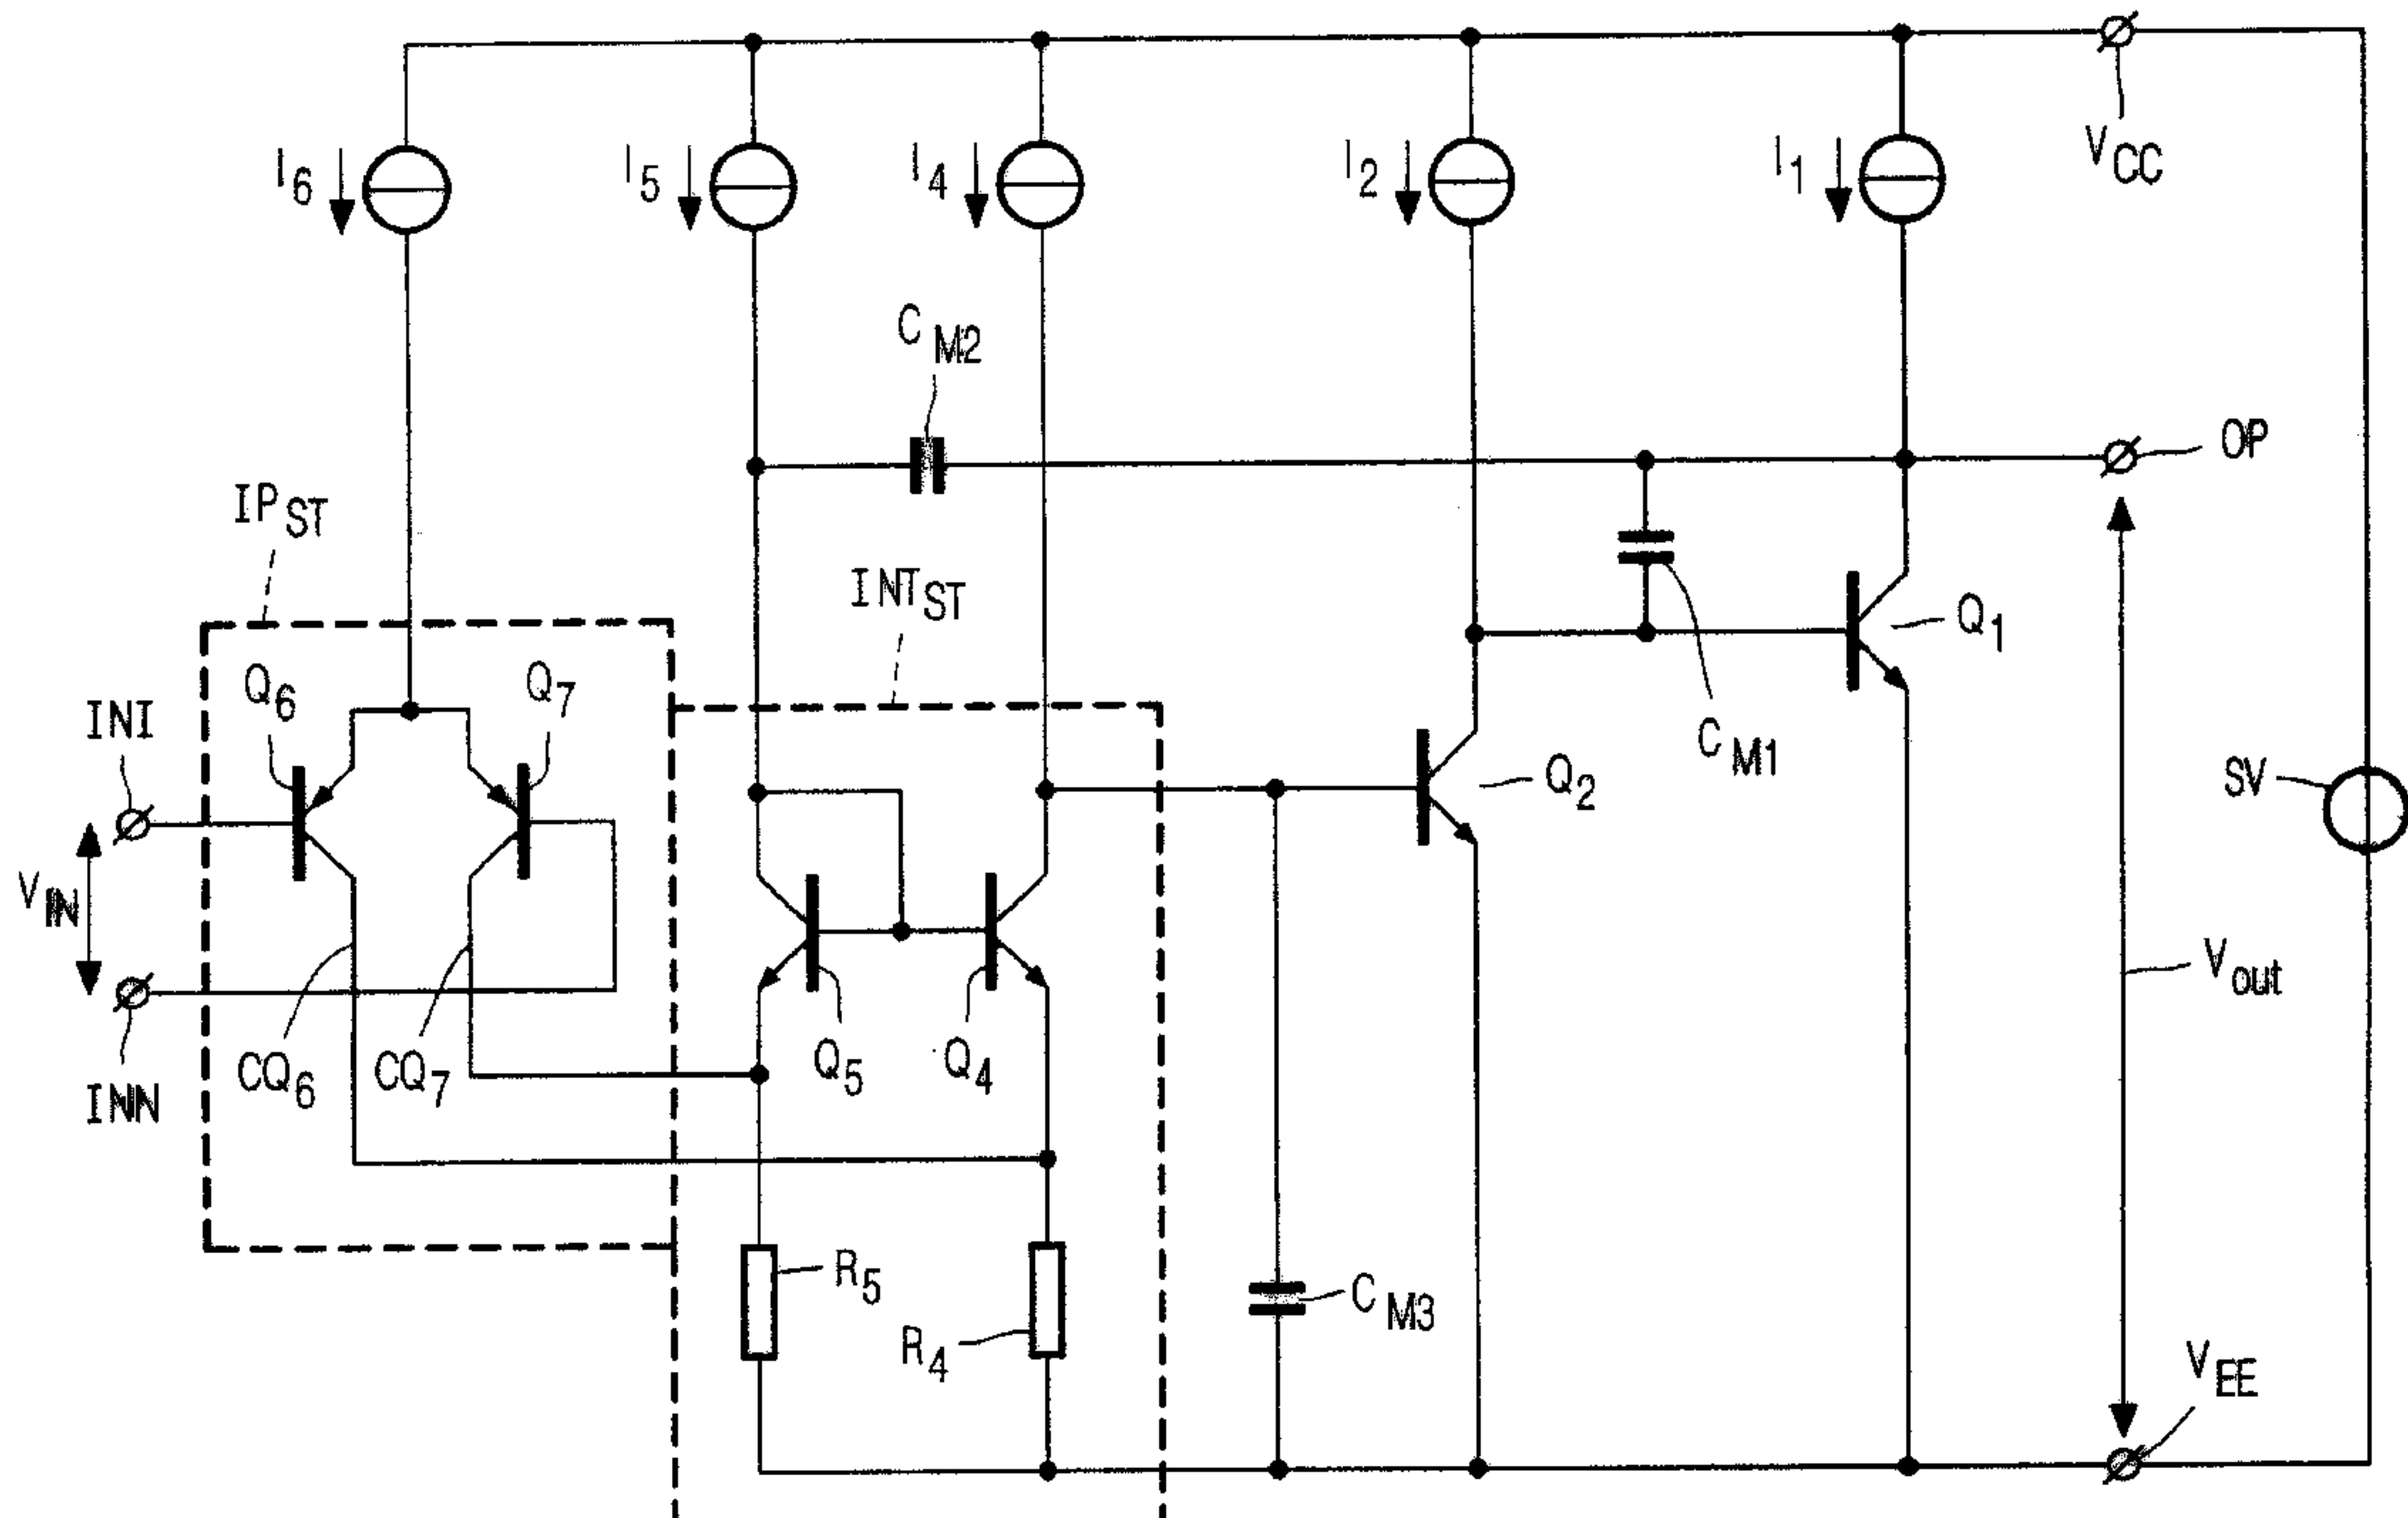 I6
I5
I4
I2
I1
VCC
CM2
OP
IPST
INTST
Q6
Q7
Q1
INI
CM1
Q2
SV
VIN
Vout
CQ6
CQ7
Q5
Q4
INN
R5
CM3
R4
VEE